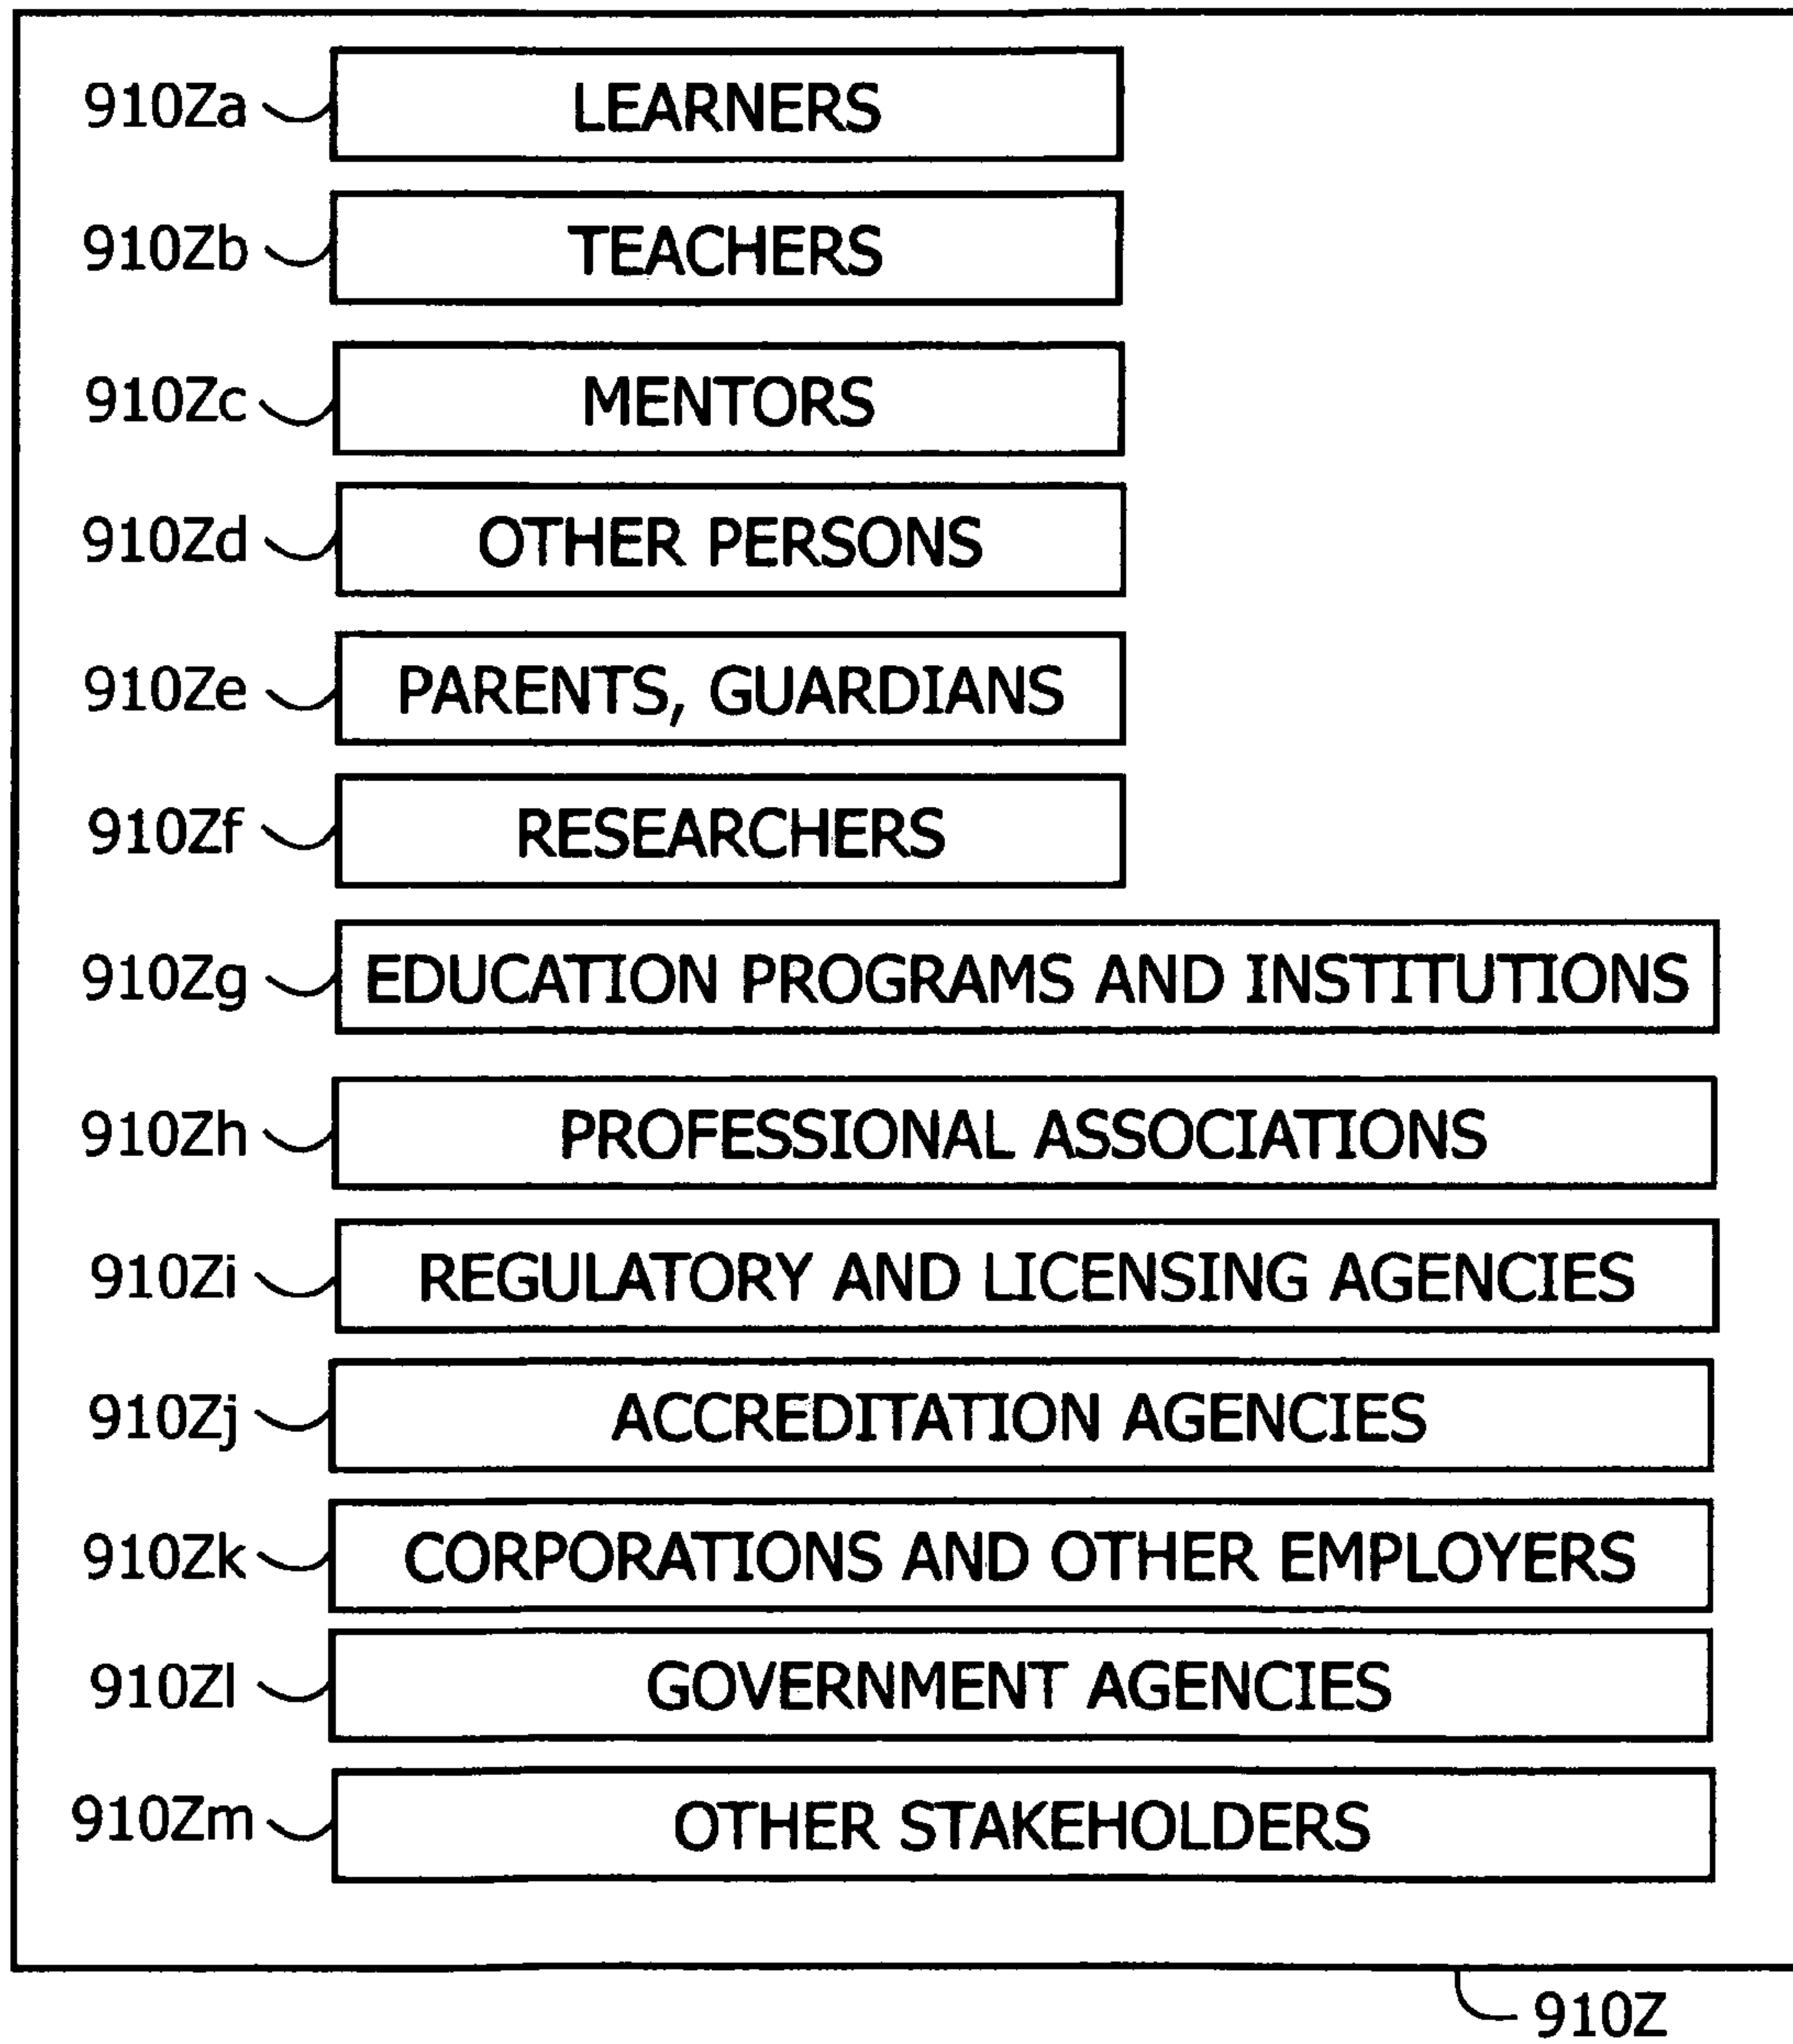 910Za LEARNERS
910Zb TEACHERS
910Zc MENTORS
910Zd OTHER PERSONS
910Ze PARENTS, GUARDIANS
910Zf RESEARCHERS
910Zg EDUCATION PROGRAMS AND INSTITUTIONS
910Zh PROFESSIONAL ASSOCIATIONS
910Zi REGULATORY AND LICENSING AGENCIES
910Zj ACCREDITATION AGENCIES
910Zk CORPORATIONS AND OTHER EMPLOYERS
910Zl GOVERNMENT AGENCIES
910Zm OTHER STAKEHOLDERS
910Z